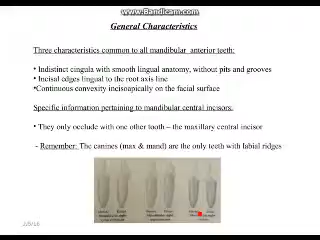 www.Bandicam.com
General Characteristics
Three characteristics common to all mandibular anterior teeth:
• Indistinct cingula with smooth lingual anatomy, without pits and grooves
• Incisal edges lingual to the root axis line
•Continuous convexity incisoapically on the facial surface
Specific information pertaining to mandibular central incisors:
• They only occlude with one other tooth – the maxillary central incisor
- Remember: The canines (max & mand) are the only teeth with labial ridges